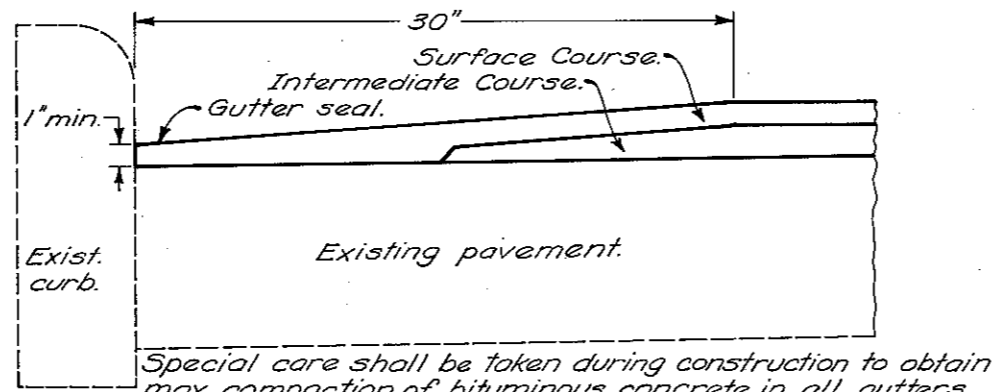 30"
Surface Course.
Intermediate Course.
Gutter seal.
1" min.
Exist.
curb.
Existing pavement.
Special care shall be taken during construction to obtain
max. compaction of bituminous concrete in all gutters